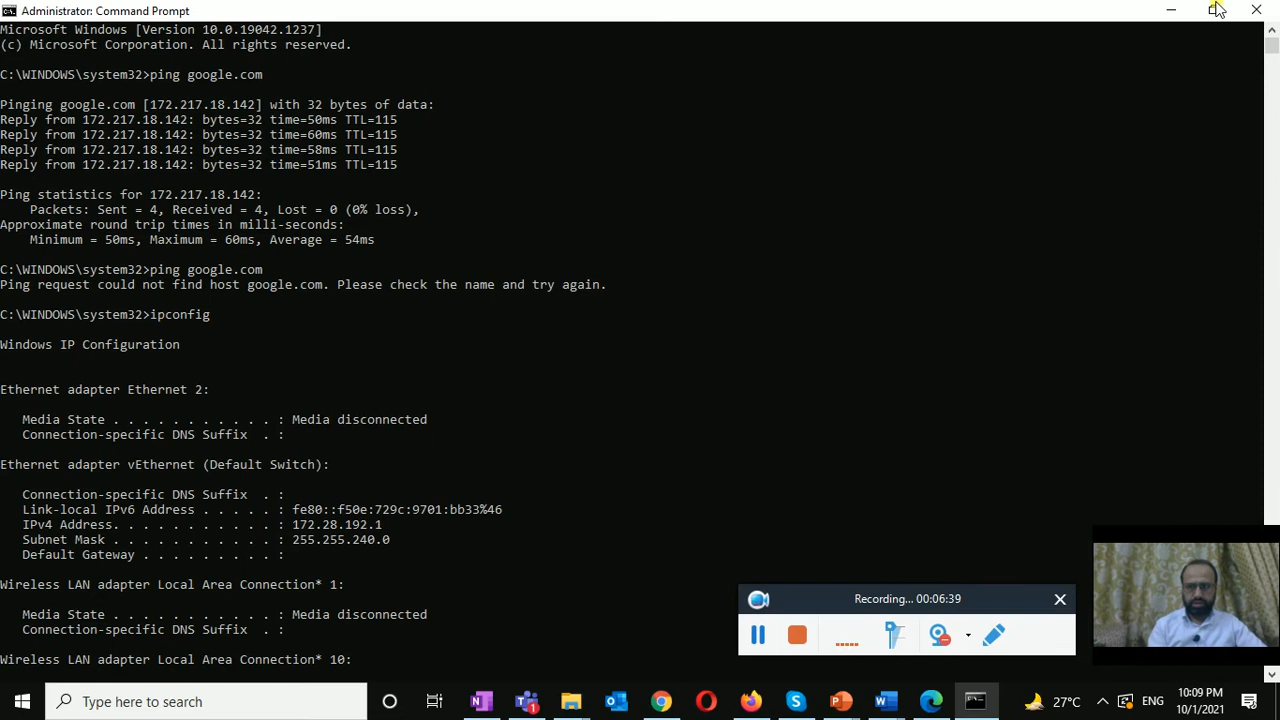 Administrator: Command Prompt
Microsoft Windows [Version 10.0.19042.1237]
(c) Microsoft Corporation. All rights reserved.
C:\WINDOWS\system32>ping google.com
Pinging google.com [172.217.18.142] with 32 bytes of data:
Reply from 172.217.18.142: bytes=32 time=50ms TTL=115
Reply from 172.217.18.142: bytes=32 time=60ms TTL=115
Reply from 172.217.18.142: bytes=32 time=58ms TTL=115
Reply from 172.217.18.142: bytes=32 time=51ms TTL=115
Ping statistics for 172.217.18.142:
Packets: Sent = 4, Received = 4, Lost = 0 (0% loss),
Approximate round trip times in milli-seconds:
Minimum = 50ms, Maximum = 60ms, Average = 54ms
C:\WINDOWS\system32>ping google.com
Ping request could not find host google.com. Please check the name and try again.
C:\WINDOWS\system32>ipconfig
Windows IP Configuration
Ethernet adapter Ethernet 2:
Media State . . . . . . . . . . . : Media disconnected
Connection-specific DNS Suffix  . :
Ethernet adapter vEthernet (Default Switch):
Connection-specific DNS Suffix  . :
Link-local IPv6 Address . . . . . : fe80::f50e:729c:9701:bb33%46
IPv4 Address. . . . . . . . . . . : 172.28.192.1
Subnet Mask . . . . . . . . . . . : 255.255.240.0
Default Gateway . . . . . . . . . :
Wireless LAN adapter Local Area Connection* 1:
Media State . . . . . . . . . . . : Media disconnected
Connection-specific DNS Suffix  . :
Wireless LAN adapter Local Area Connection* 10:
Recording... 00:06:39
Type here to search
27°C
ENG
10:09 PM
10/1/2021